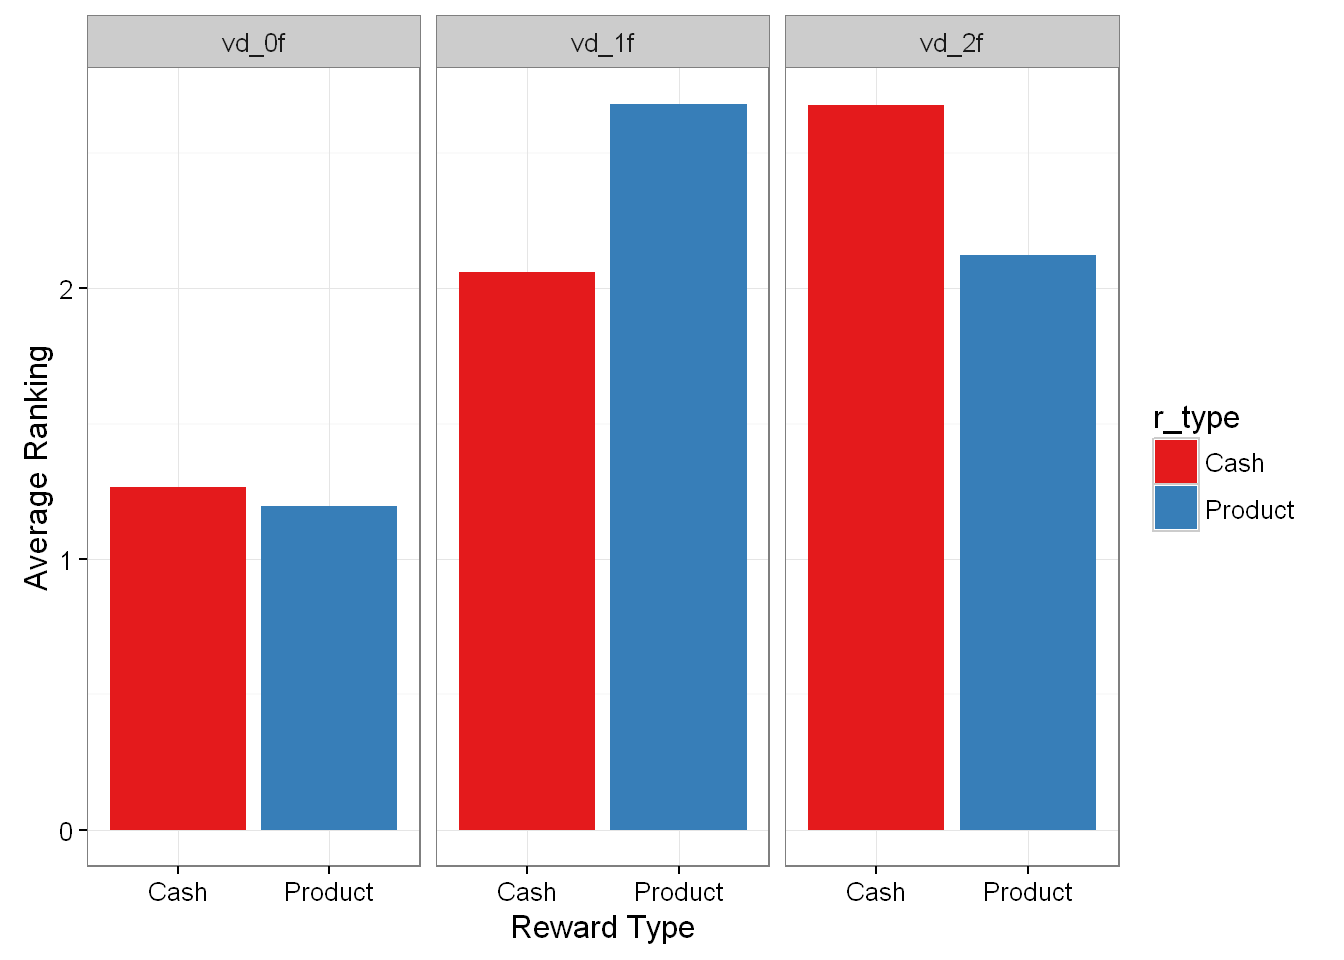 vd_0f vd_1f vd_2f
2
1
0
Average Ranking
Cash Product Cash Product Cash Product
Reward Type
r_type
Cash
Product